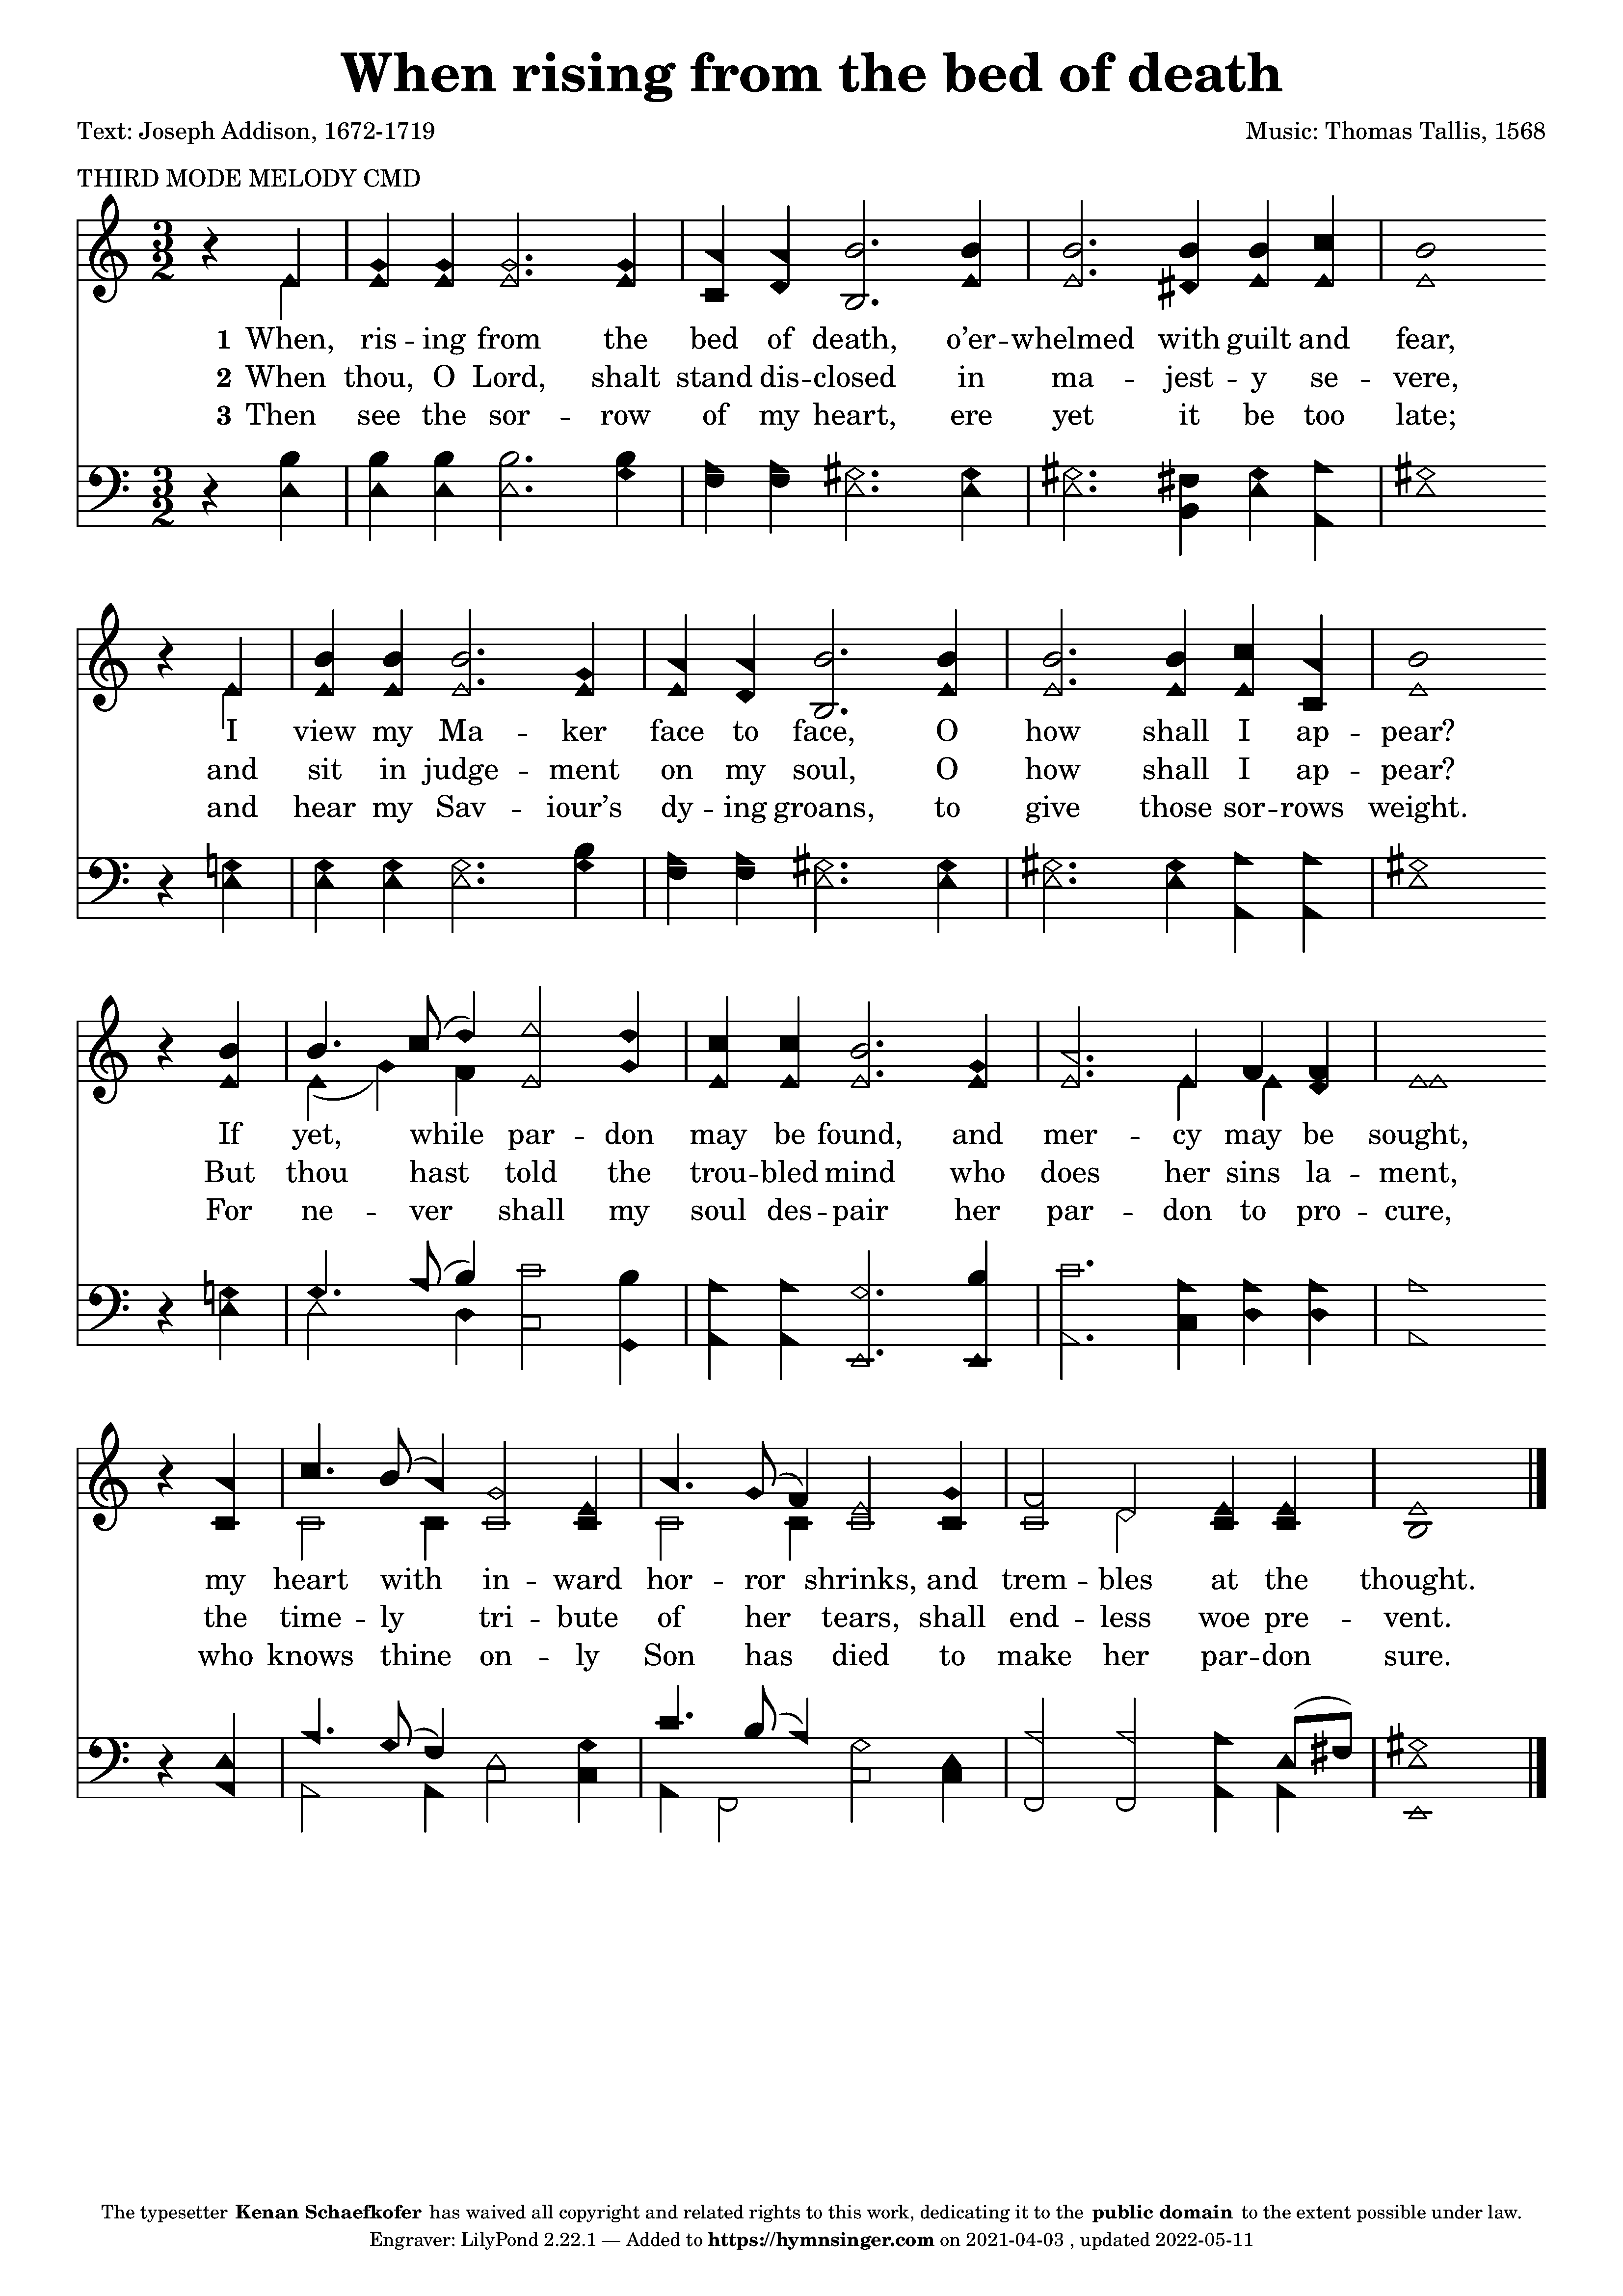 When rising from the bed of death
Text: Joseph Addison, 1672-1719
Music: Thomas Tallis, 1568
THIRD MODE MELODY CMD
1 When, ris -- ing from the bed of death, o’er -- whelmed with guilt and fear,
2 When thou, O Lord, shalt stand dis -- closed in ma -- jest -- y se -- vere,
3 Then see the sor -- row of my heart, ere yet it be too late;
I view my Ma -- ker face to face, O how shall I ap -- pear?
and sit in judge -- ment on my soul, O how shall I ap -- pear?
and hear my Sav -- iour’s dy -- ing groans, to give those sor -- rows weight.
If yet, while par -- don may be found, and mer -- cy may be sought,
But thou hast told the trou -- bled mind who does her sins la -- ment,
For ne -- ver shall my soul des -- pair her par -- don to pro -- cure,
my heart with in -- ward hor -- ror shrinks, and trem -- bles at the thought.
the time -- ly tri -- bute of her tears, shall end -- less woe pre -- vent.
who knows thine on -- ly Son has died to make her par -- don sure.
The typesetter Kenan Schaefkofer has waived all copyright and related rights to this work, dedicating it to the public domain to the extent possible under law.
Engraver: LilyPond 2.22.1 — Added to https://hymnsinger.com on 2021-04-03 , updated 2022-05-11